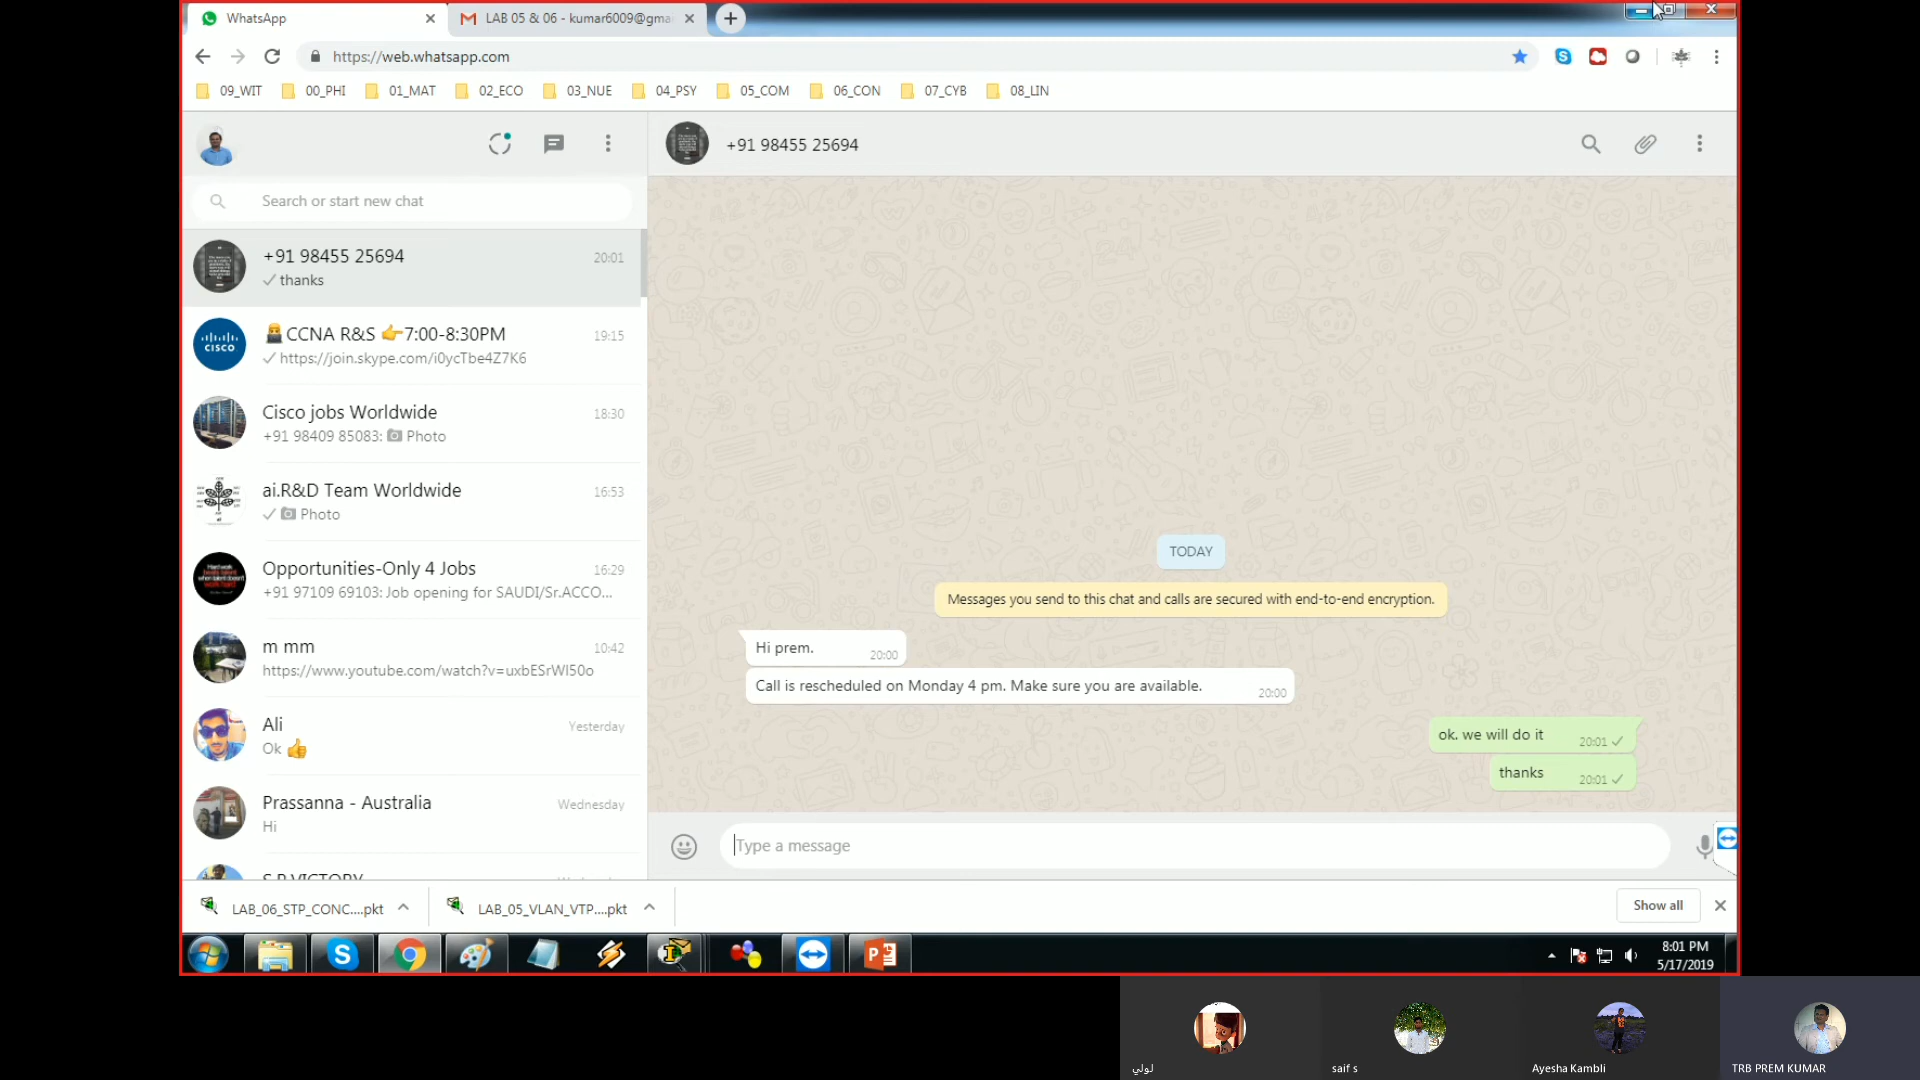 WhatsApp
LAB 05 & 06 - kumar6009@gmai
https://web.whatsapp.com
09_WIT 00_PHI 01_MAT 02_ECO 03_NUE 04_PSY 05_COM 06_CON 07_CYB 08_LIN
+91 98455 25694
Search or start new chat
+91 98455 25694 20:01
thanks
CISCO
👨‍💻CCNA R&S 👉7:00-8:30PM 19:15
https://join.skype.com/i0ycTbe4Z7K6
Cisco jobs Worldwide 18:30
+91 98409 85083: Photo
ai.R&D Team Worldwide 16:53
Photo
Opportunities-Only 4 Jobs 16:29
+91 97109 69103: Job opening for SAUDI/Sr.ACCO...
m mm 10:42
https://www.youtube.com/watch?v=uxbESrWI50o
Ali Yesterday
Ok 👍
Prassanna - Australia Wednesday
Hi
S P VICTORY
TODAY
Messages you send to this chat and calls are secured with end-to-end encryption.
Hi prem. 20:00
Call is rescheduled on Monday 4 pm. Make sure you are available. 20:00
ok. we will do it 20:01
thanks 20:01
Type a message
LAB_06_STP_CONC....pkt
LAB_05_VLAN_VTP....pkt
Show all
8:01 PM
5/17/2019
لولي
saif s
Ayesha Kambli
TRB PREM KUMAR